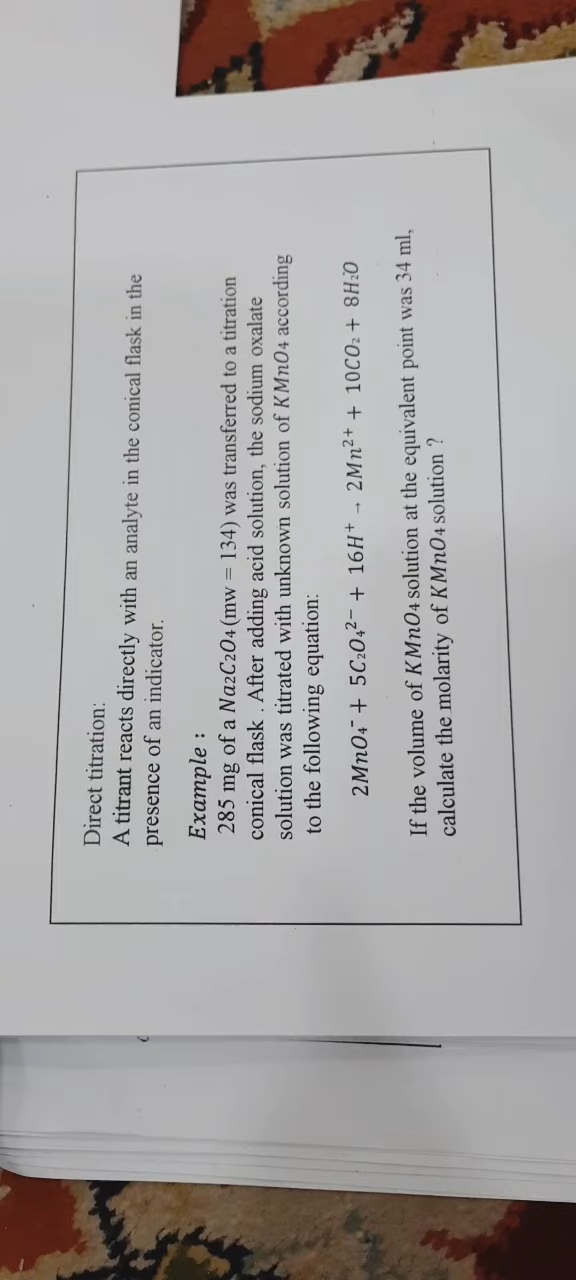 Direct titration:
A titrant reacts directly with an analyte in the conical flask in the
presence of an indicator.
Example :
285 mg of a Na2C2O4 (mw = 134) was transferred to a titration
conical flask . After adding acid solution, the sodium oxalate
solution was titrated with unknown solution of KMnO4 according
to the following equation:
2MnO₄⁻ + 5C₂O₄²⁻ + 16H⁺ → 2Mn²⁺ + 10CO₂ + 8H₂O
If the volume of KMnO4 solution at the equivalent point was 34 ml,
calculate the molarity of KMnO4 solution ?